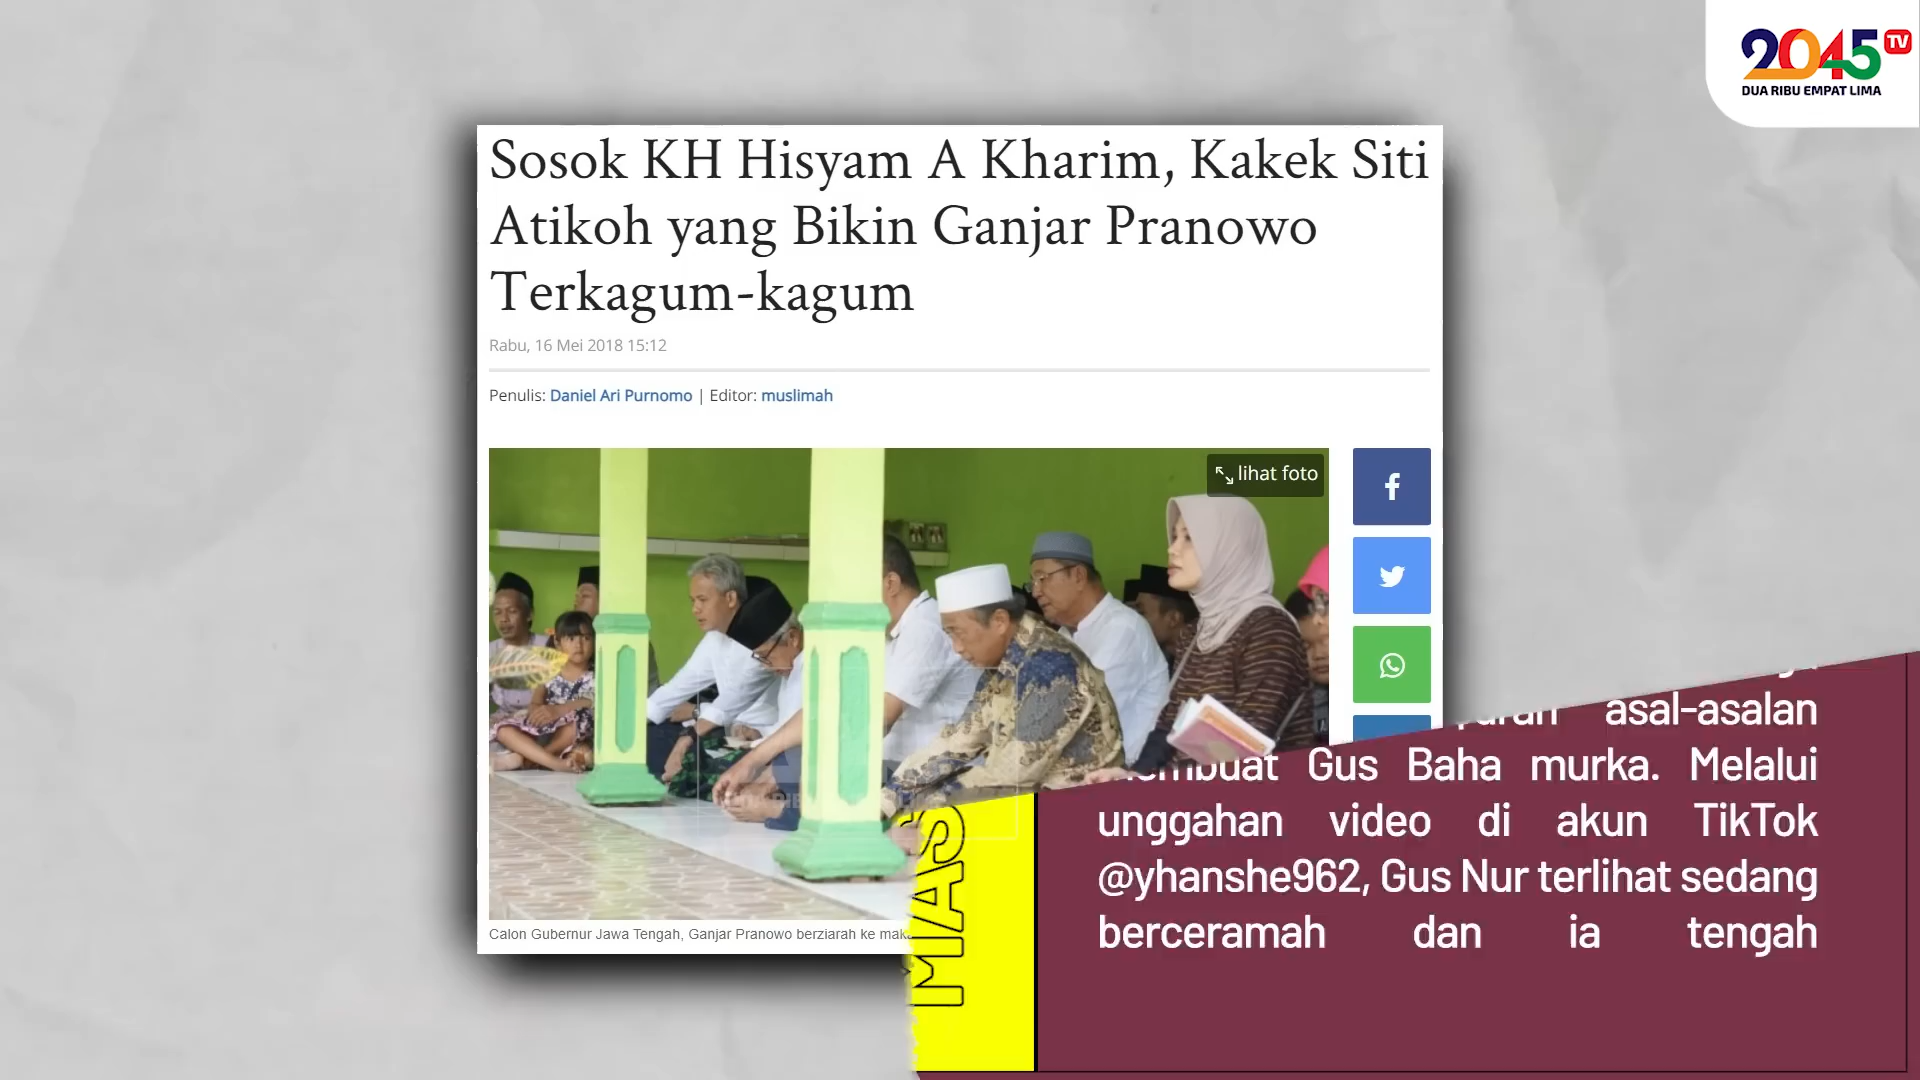 2045 TV
DUA RIBU EMPAT LIMA
Sosok KH Hisyam A Kharim, Kakek Siti
Atikoh yang Bikin Ganjar Pranowo
Terkagum-kagum
Rabu, 16 Mei 2018 15:12
Penulis: Daniel Ari Purnomo | Editor: muslimah
lihat foto
Calon Gubernur Jawa Tengah, Ganjar Pranowo berziarah ke
asal-asalan
Gus Baha murka. Melalui
unggahan video di akun TikTok
@yhanshe962, Gus Nur terlihat sedang
berceramah dan ia tengah